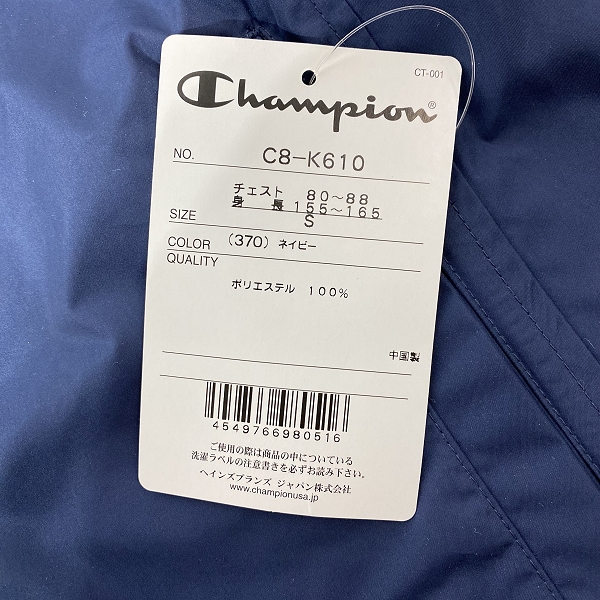 CT-001
Champion®
NO. C8-K610
チェスト 80～88
身長 155～165
SIZE S
COLOR (370) ネイビー
QUALITY
ポリエステル 100%
中国製
4549766980516
ご使用の際は商品の中についている
洗濯ラベルの注意書きを必ずお読み下さい。
ヘインズブランズ ジャパン株式会社
www.championusa.jp